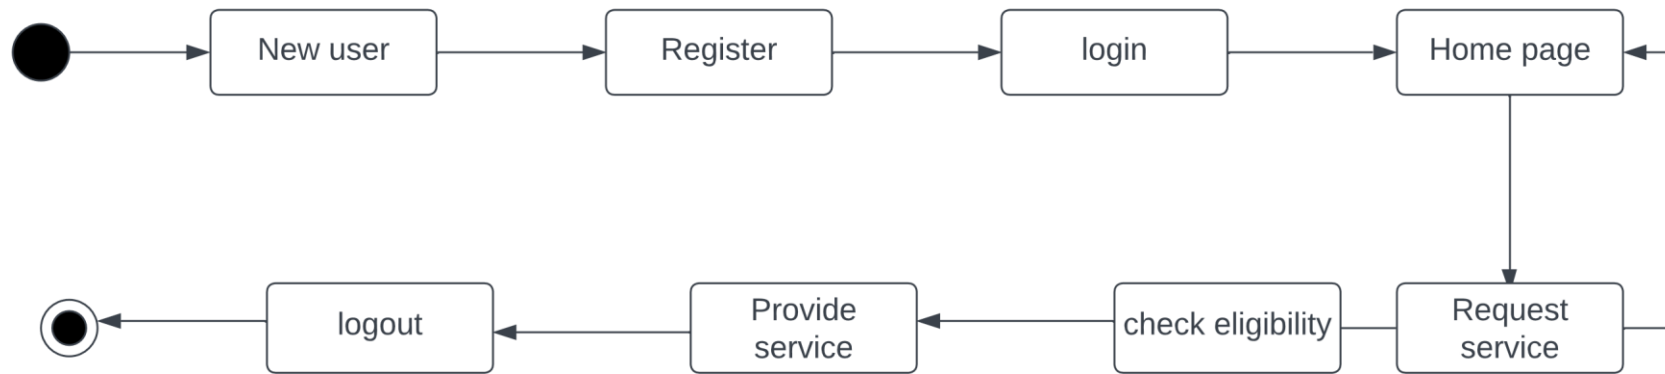 New user
Register
login
Home page
logout
Provide
service
check eligibility
Request
service